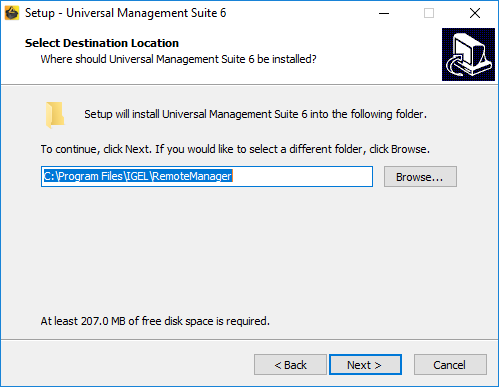 Setup - Universal Management Suite 6
Select Destination Location
Where should Universal Management Suite 6 be installed?
Setup will install Universal Management Suite 6 into the following folder.
To continue, click Next. If you would like to select a different folder, click Browse.
C:\Program Files\IGEL\RemoteManager
Browse...
At least 207.0 MB of free disk space is required.
< Back
Next >
Cancel